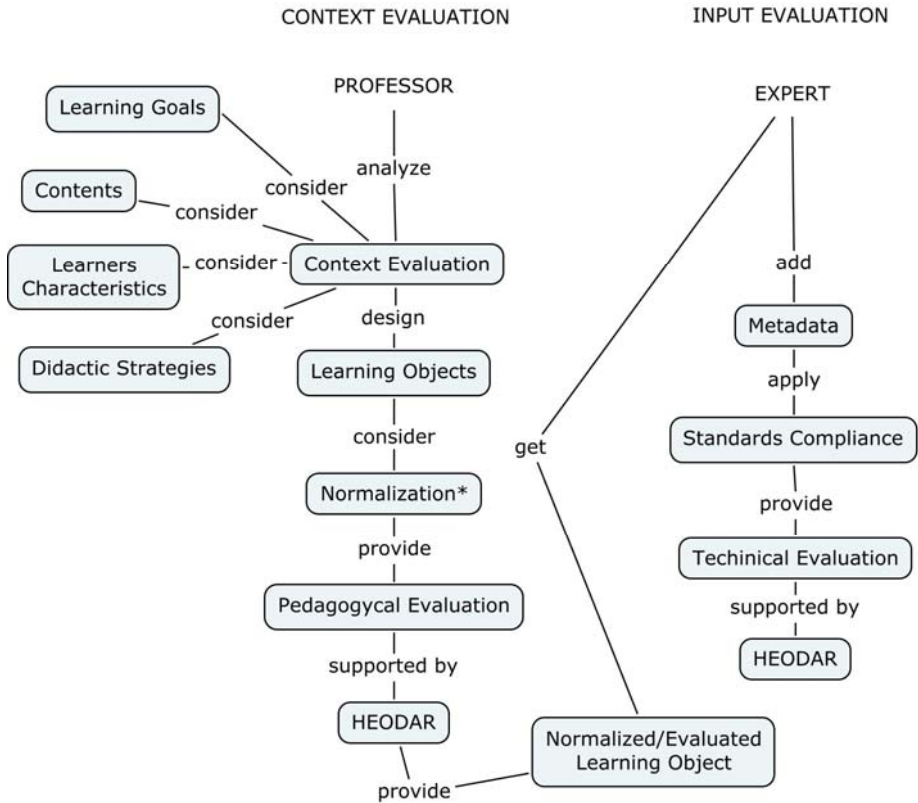 CONTEXT EVALUATION
INPUT EVALUATION
PROFESSOR
EXPERT
Learning Goals
analyze
consider
Contents
consider
Learners
Characteristics
consider
Context Evaluation
add
consider
design
Metadata
Didactic Strategies
Learning Objects
apply
consider
get
Standards Compliance
Normalization*
provide
provide
Techinical Evaluation
Pedagogycal Evaluation
supported by
supported by
HEODAR
HEODAR
Normalized/Evaluated
Learning Object
provide